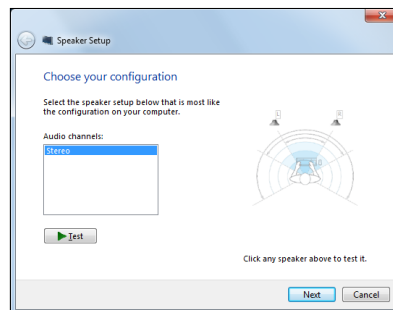 Speaker Setup
Choose your configuration
Select the speaker setup below that is most like
the configuration on your computer.
Audio channels:
Stereo
L
R
Test
Click any speaker above to test it.
Next
Cancel